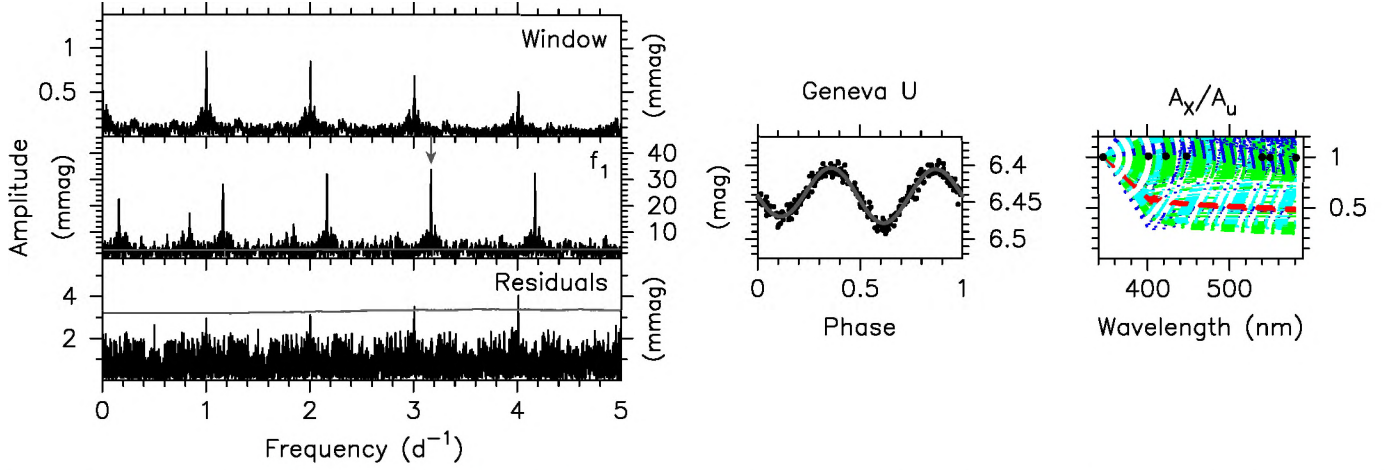 Window
1
0.5
(mmag)
f1
40
30
20
10
Amplitude
(mmag)
Residuals
4
2
(mmag)
0 1 2 3 4 5
Frequency (d⁻¹)
Geneva U
(mag)
6.4
6.45
6.5
0 0.5 1
Phase
Ax/Au
1
0.5
400 500
Wavelength (nm)